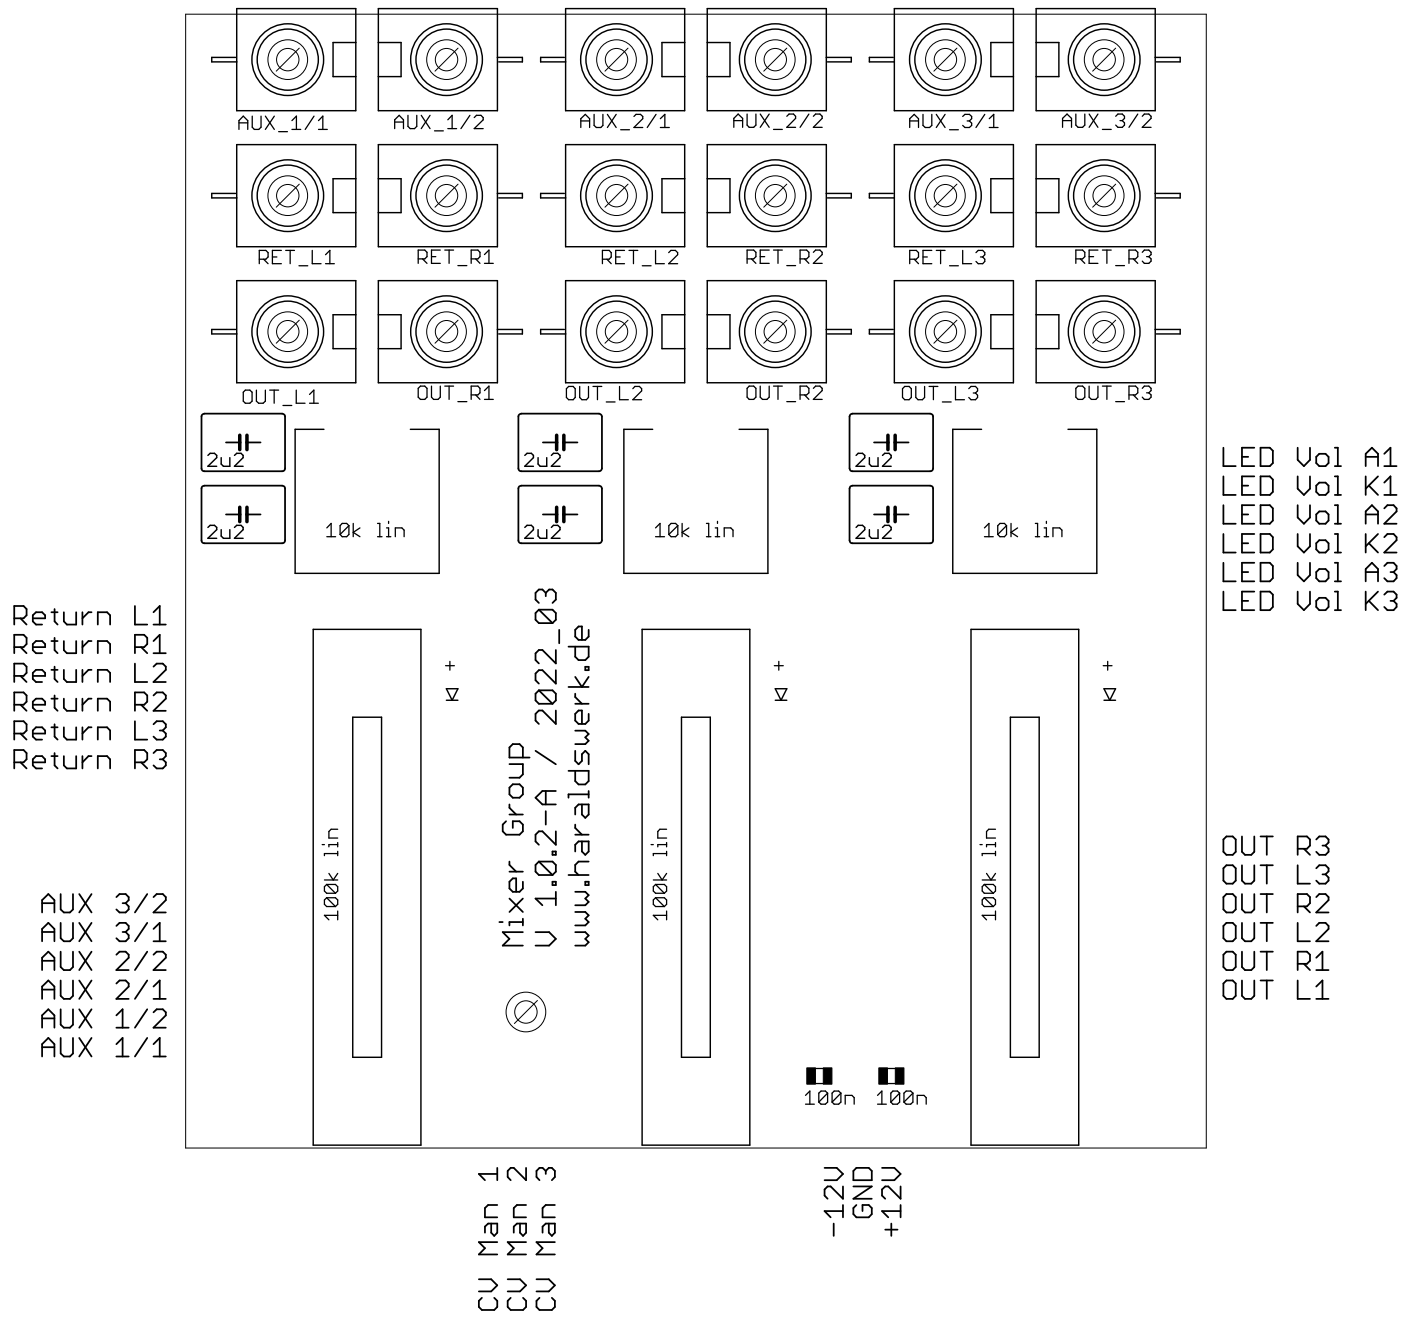 AUX_1/1 AUX_1/2 AUX_2/1 AUX_2/2 AUX_3/1 AUX_3/2
RET_L1 RET_R1 RET_L2 RET_R2 RET_L3 RET_R3
OUT_L1 OUT_R1 OUT_L2 OUT_R2 OUT_L3 OUT_R3
2u2 2u2 2u2
2u2 2u2 2u2
10k lin 10k lin 10k lin
LED Vol A1
LED Vol K1
LED Vol A2
LED Vol K2
LED Vol A3
LED Vol K3
Return L1
Return R1
Return L2
Return R2
Return L3
Return R3
+ + +
Mixer Group
V 1.0.2-A / 2022_03
www.haraldswerk.de
100k lin 100k lin 100k lin
OUT R3
OUT L3
OUT R2
OUT L2
OUT R1
OUT L1
AUX 3/2
AUX 3/1
AUX 2/2
AUX 2/1
AUX 1/2
AUX 1/1
100n 100n
CV Man 1
CV Man 2
CV Man 3
-12V
GND
+12V